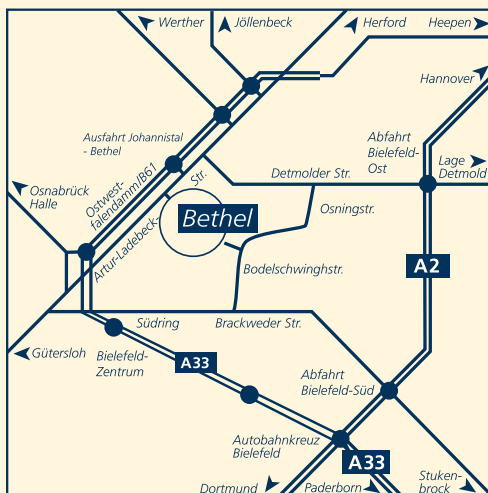 Werther
Jöllenbeck
Herford
Heepen
Hannover
Ausfahrt Johannistal
- Bethel
Abfahrt
Bielefeld-
Ost
Lage
Detmold
Osnabrück
Halle
Ostwest-
falendamm/B61
Str.
Detmolder Str.
Artur-Ladebeck-
Bethel
Osningstr.
Bodelschwinghstr.
A2
Südring
Brackweder Str.
Gütersloh
Bielefeld-
Zentrum
A33
Abfahrt
Bielefeld-Süd
Autobahnkreuz
Bielefeld
A33
Dortmund
Paderborn
Stuken-
brock